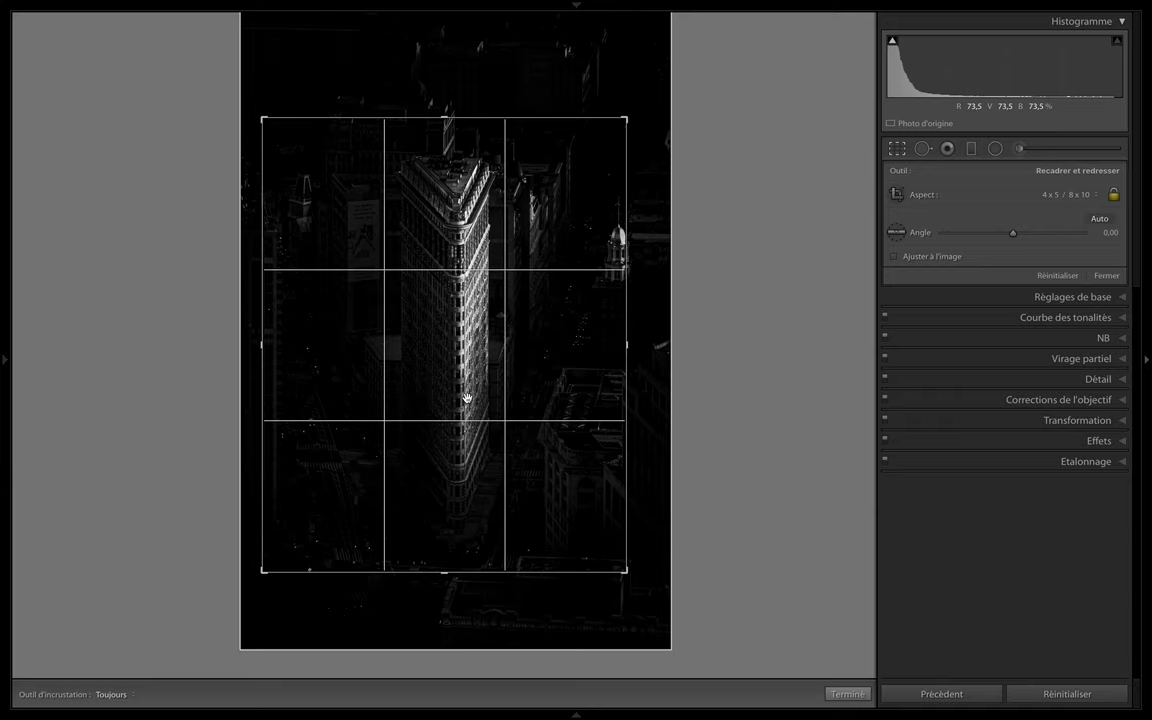 Histogramme
R 73,5 V 73,5 B 73,5 %
Photo d'origine
Outil : Recadrer et redresser
Aspect : 4 x 5 / 8 x 10
Auto
Angle 0,00
Ajuster à l'image
Réinitialiser Fermer
Réglages de base
Courbe des tonalités
NB
Virage partiel
Détail
Corrections de l'objectif
Transformation
Effets
Etalonnage
Outil d'incrustation : Toujours Terminé Précédent Réinitialiser